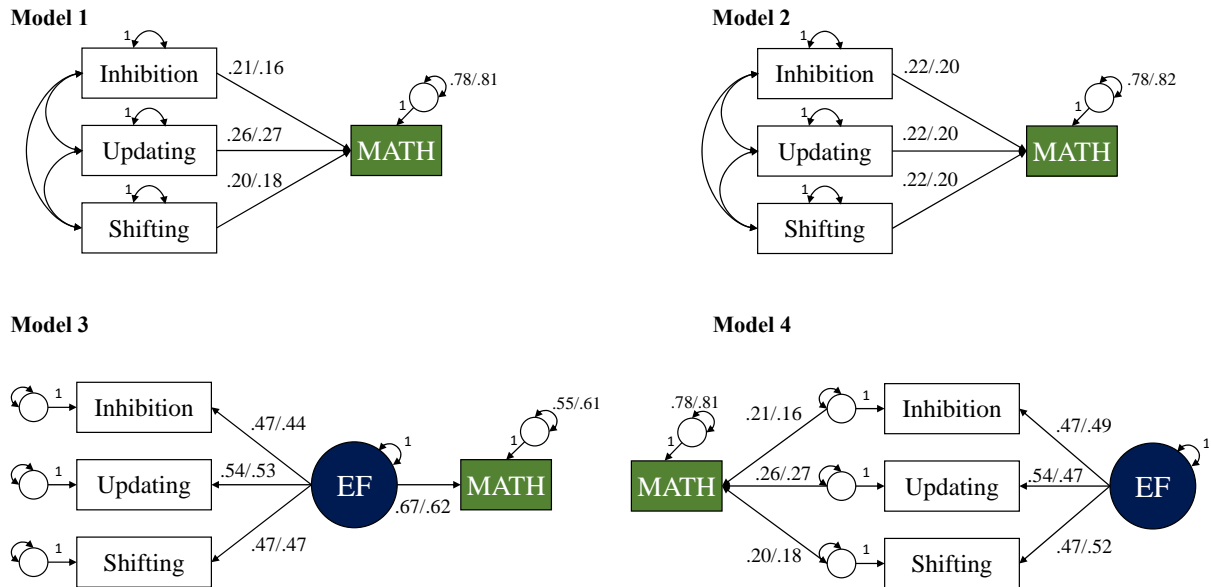 Model 1
1
Inhibition
.21/.16
1
Updating
.26/.27
1
Shifting
.20/.18
MATH
1
.78/.81
Model 2
1
Inhibition
.22/.20
1
Updating
.22/.20
1
Shifting
.22/.20
MATH
1
.78/.82
Model 3
1
Inhibition
.47/.44
1
Updating
.54/.53
1
Shifting
.47/.47
EF
1
.67/.62
MATH
1
.55/.61
Model 4
.78/.81
1
MATH
.21/.16
.26/.27
.20/.18
1
Inhibition
.47/.49
1
Updating
.54/.47
1
Shifting
.47/.52
EF
1